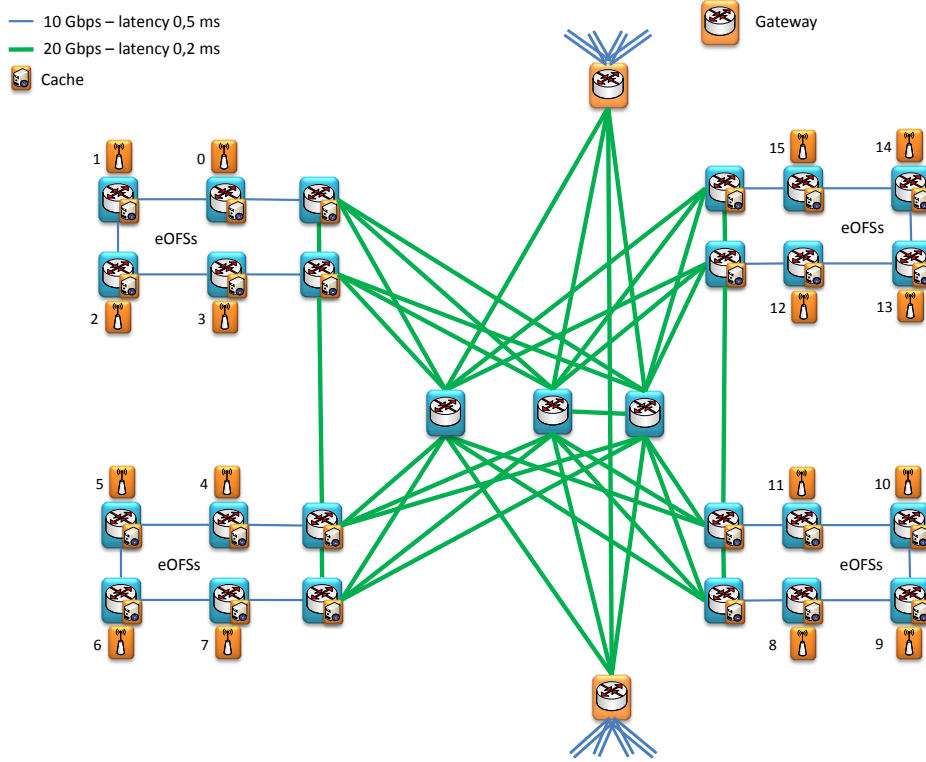 10 Gbps – latency 0,5 ms
Gateway
20 Gbps – latency 0,2 ms
Cache
1
0
15
14
eOFSs
eOFSs
2
3
12
13
5
4
11
10
eOFSs
eOFSs
6
7
8
9